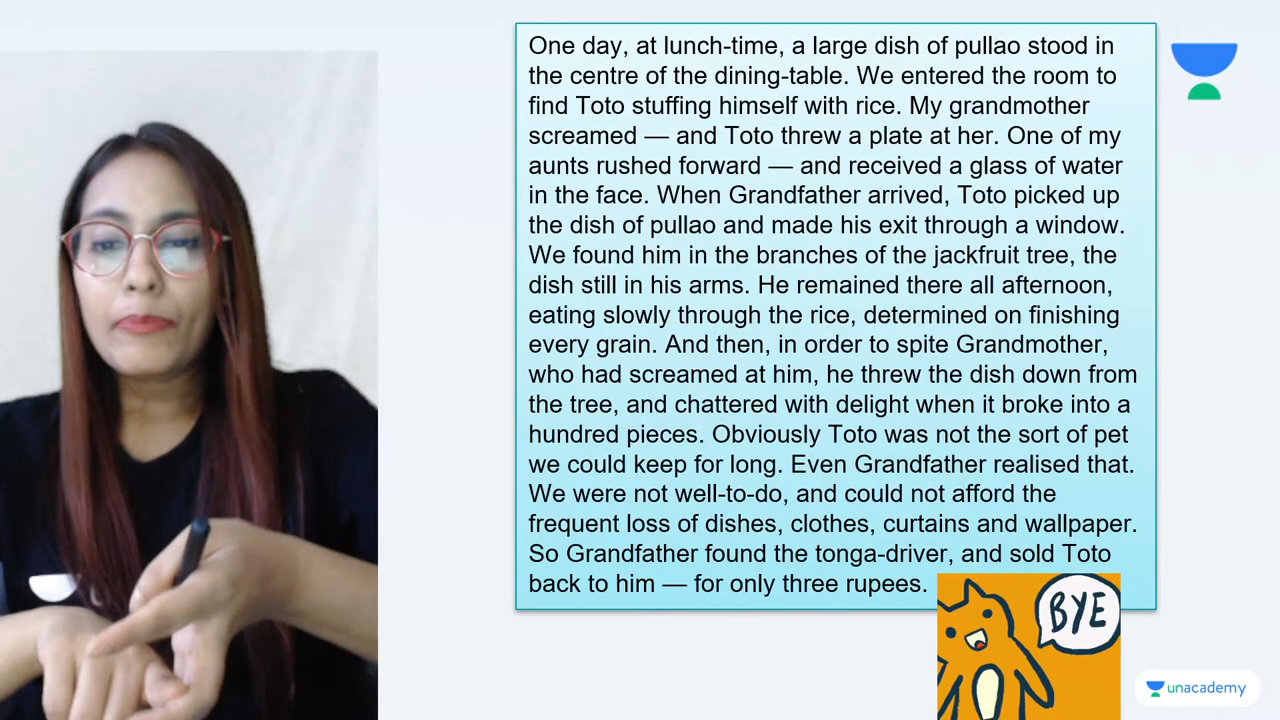 One day, at lunch-time, a large dish of pullao stood in
the centre of the dining-table. We entered the room to
find Toto stuffing himself with rice. My grandmother
screamed — and Toto threw a plate at her. One of my
aunts rushed forward — and received a glass of water
in the face. When Grandfather arrived, Toto picked up
the dish of pullao and made his exit through a window.
We found him in the branches of the jackfruit tree, the
dish still in his arms. He remained there all afternoon,
eating slowly through the rice, determined on finishing
every grain. And then, in order to spite Grandmother,
who had screamed at him, he threw the dish down from
the tree, and chattered with delight when it broke into a
hundred pieces. Obviously Toto was not the sort of pet
we could keep for long. Even Grandfather realised that.
We were not well-to-do, and could not afford the
frequent loss of dishes, clothes, curtains and wallpaper.
So Grandfather found the tonga-driver, and sold Toto
back to him — for only three rupees.
BYE
unacademy